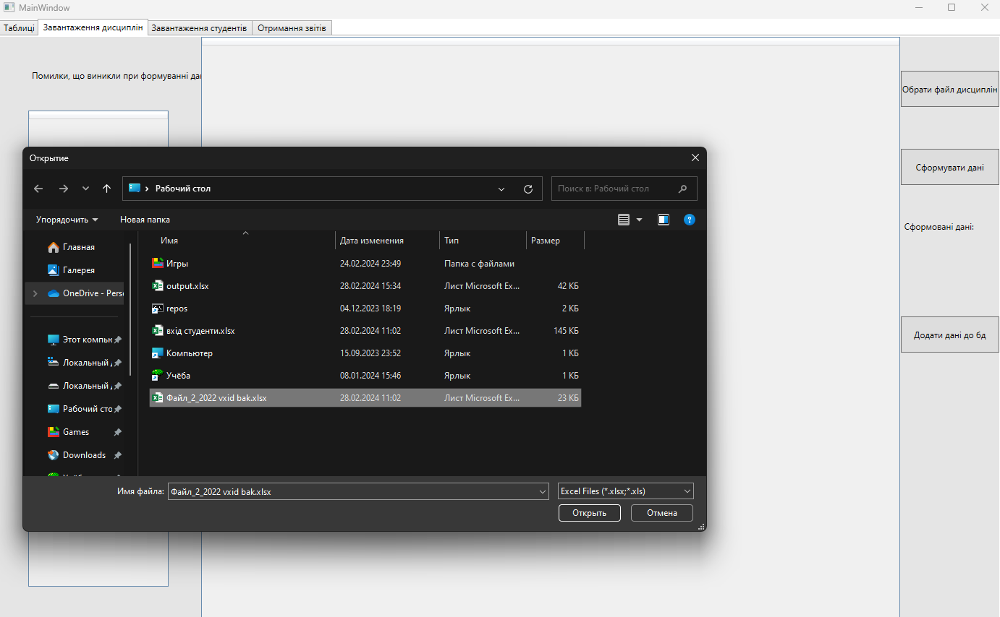 MainWindow
Таблиці Завантаження дисциплін Завантаження студентів Отримання звітів
Помилки, що виникли при формуванні
Обрати файл дисциплін
Сформувати дані
Сформовані дані:
Додати дані до бд
Открытие
Рабочий стол
Поиск в: Рабочий стол
Упорядочить Новая папка
Главная
Галерея
OneDrive - Pers
Этот компьк
Локальный
Локальный
Рабочий сто
Games
Downloads
Имя Дата изменения Тип Размер
Игры 24.02.2024 23:49 Папка с файлами
output.xlsx 28.02.2024 15:34 Лист Microsoft Ex... 42 КБ
repos 04.12.2023 18:19 Ярлык 2 КБ
вхід студенти.xlsx 28.02.2024 11:02 Лист Microsoft Ex... 145 КБ
Компьютер 15.09.2023 23:52 Ярлык 1 КБ
Учёба 08.01.2024 15:46 Ярлык 1 КБ
Файл_2_2022 vxid bak.xlsx 28.02.2024 11:02 Лист Microsoft Ex... 23 КБ
Имя файла: Файл_2_2022 vxid bak.xlsx Excel Files (*.xlsx;*.xls)
Открыть Отмена